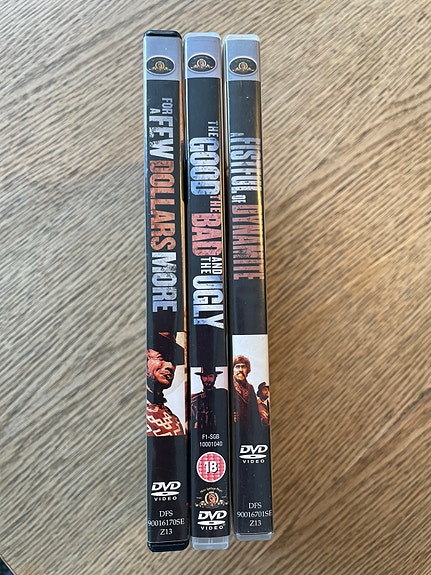 FOR
A FEW DOLLARS MORE
DVD
VIDEO
DFS
90016170SE
Z13
THE GOOD THE BAD AND THE UGLY
F1-SGB
10001040
18
DVD
VIDEO
A FISTFUL OF DYNAMITE
DVD
VIDEO
DFS
90016701SE
Z13